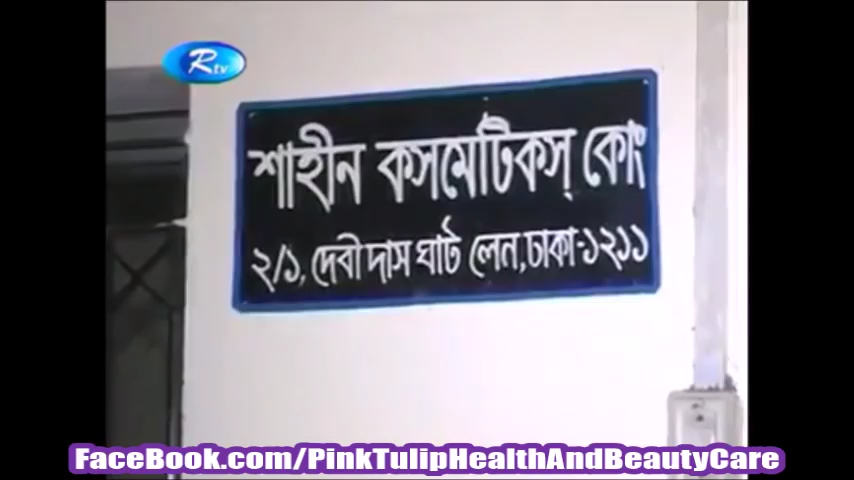 Rtv
শাহীন কসমেটিকস্ কোং
২/১, দেবী দাস ঘাট লেন, ঢাকা-১২১১
FaceBook.com/PinkTulipHealthAndBeautyCare